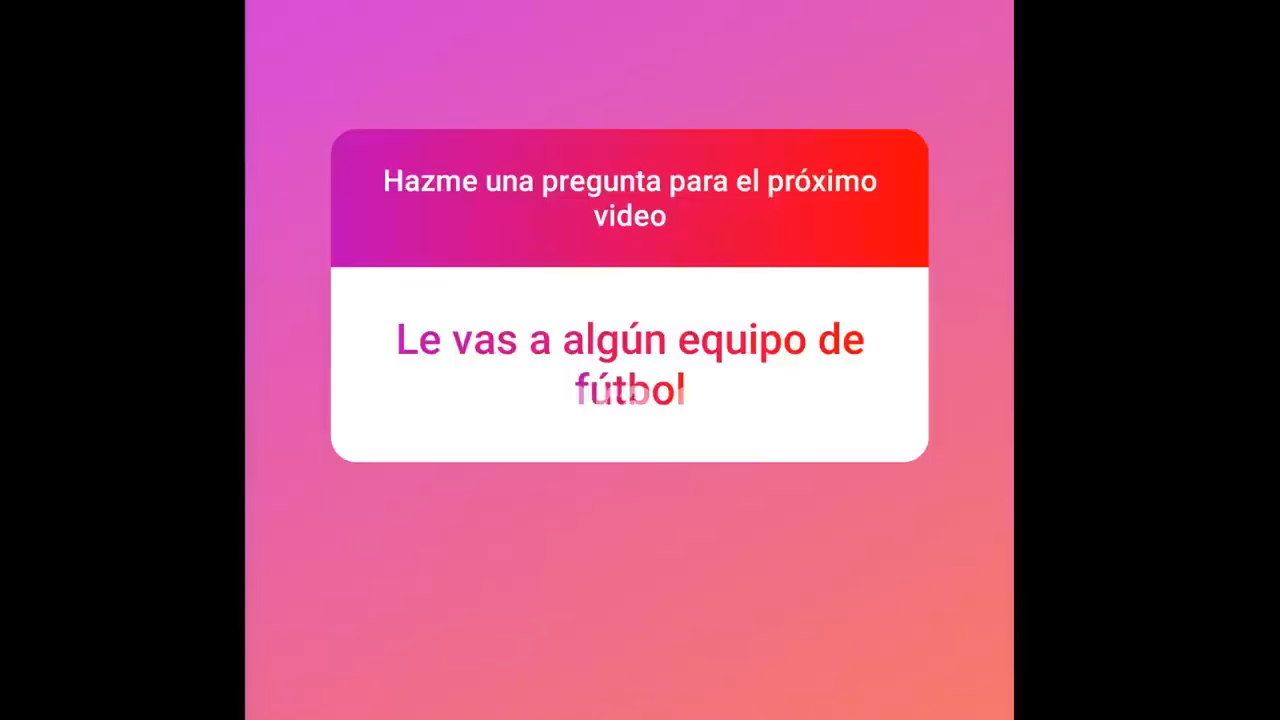 Hazme una pregunta para el próximo
video
Le vas a algún equipo de
fútbol